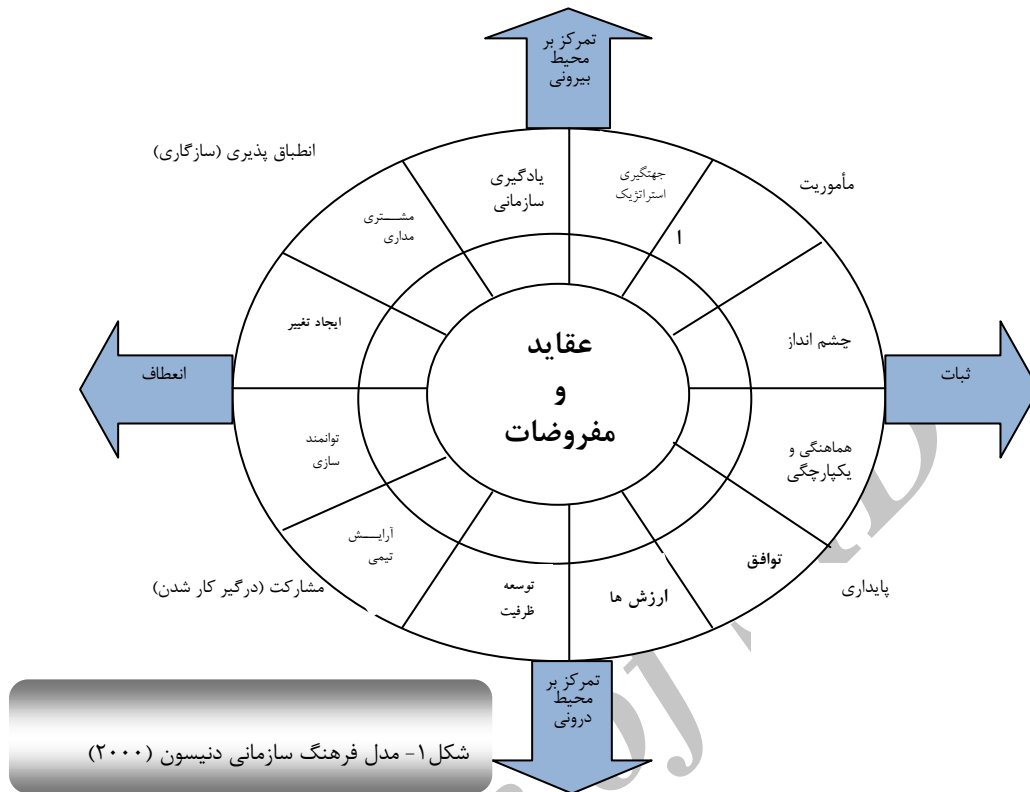 تمرکز بر
محیط
بیرونی
انطباق پذیری (سازگاری)
مأموریت
جهتگیری
استراتژیک
ا
یادگیری
سازمانی
مشــــتری
مداری
ایجاد تغییر
چشم انداز
عقاید
و
مفروضات
انعطاف
ثبات
هماهنگی و
یکپارچگی
توافق
ارزش ها
توسعه
ظرفیت
آرایـــش
تیمی
توانمند
سازی
مشارکت (درگیر کار شدن)
پایداری
تمرکز بر
محیط
درونی
شکل۱- مدل فرهنگ سازمانی دنیسون (۲۰۰۰)